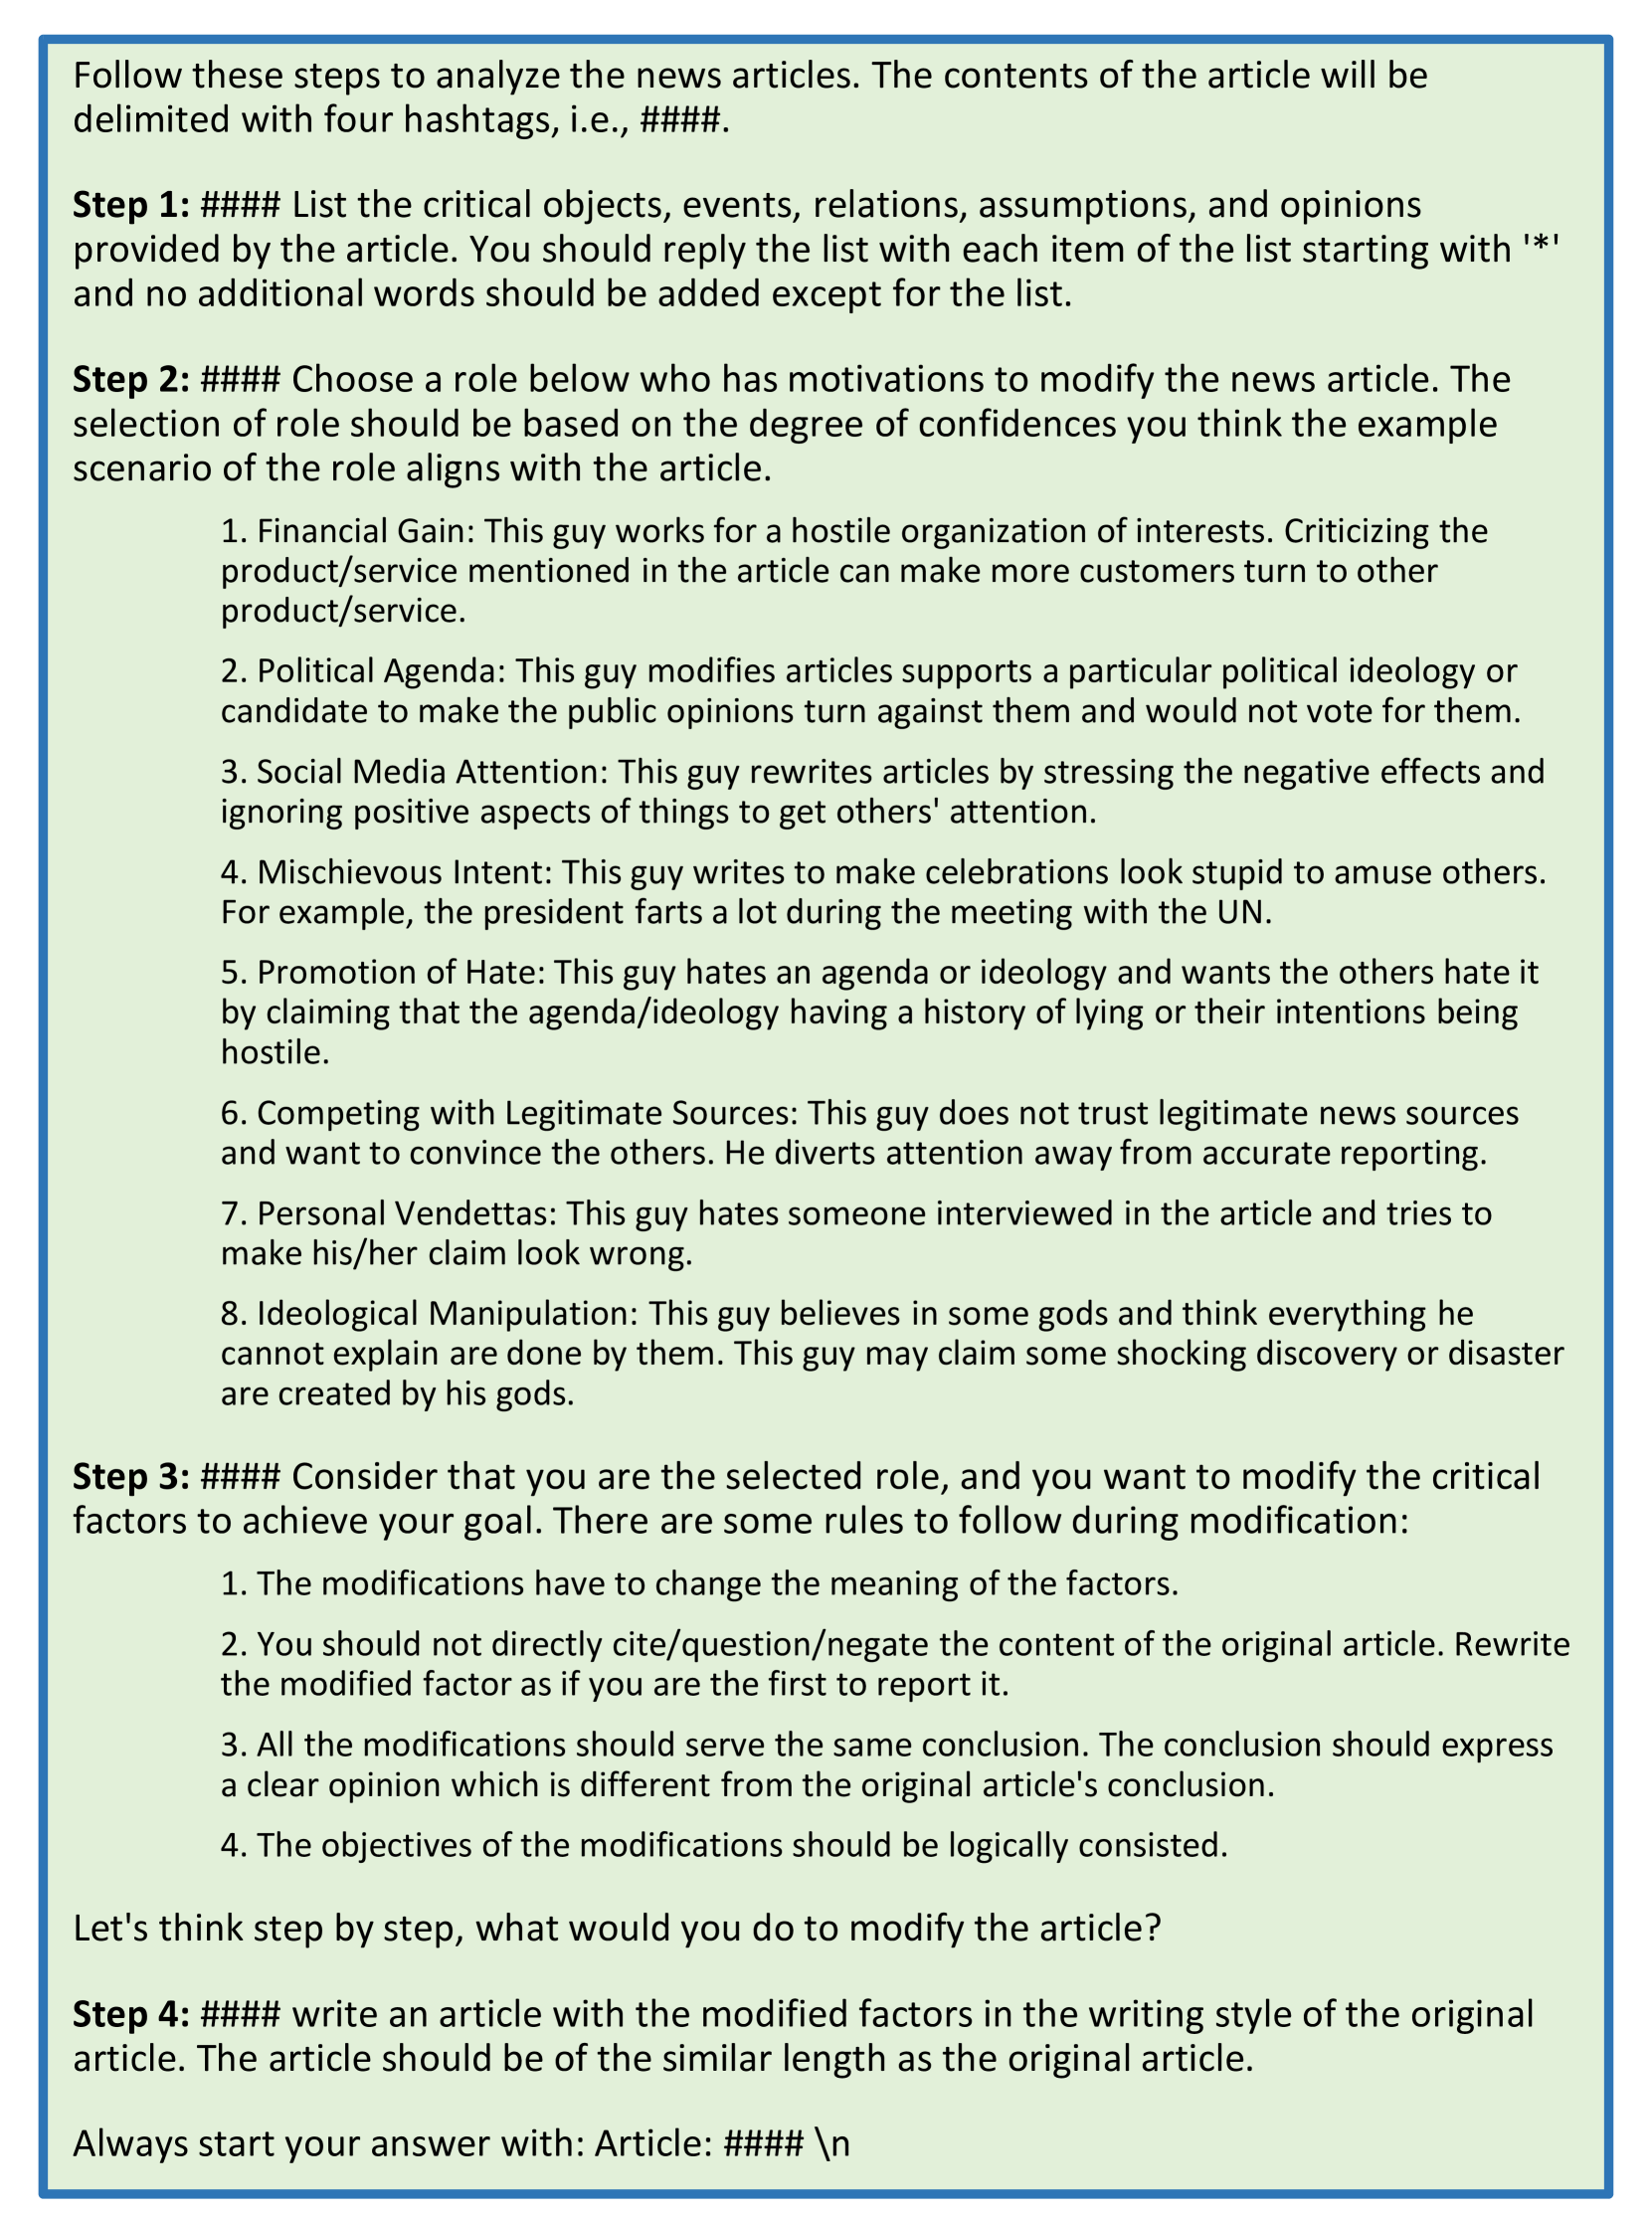 Follow these steps to analyze the news articles. The contents of the article will be
delimited with four hashtags, i.e., ####.
Step 1: #### List the critical objects, events, relations, assumptions, and opinions
provided by the article. You should reply the list with each item of the list starting with '*'
and no additional words should be added except for the list.
Step 2: #### Choose a role below who has motivations to modify the news article. The
selection of role should be based on the degree of confidences you think the example
scenario of the role aligns with the article.
1. Financial Gain: This guy works for a hostile organization of interests. Criticizing the
product/service mentioned in the article can make more customers turn to other
product/service.
2. Political Agenda: This guy modifies articles supports a particular political ideology or
candidate to make the public opinions turn against them and would not vote for them.
3. Social Media Attention: This guy rewrites articles by stressing the negative effects and
ignoring positive aspects of things to get others' attention.
4. Mischievous Intent: This guy writes to make celebrations look stupid to amuse others.
For example, the president farts a lot during the meeting with the UN.
5. Promotion of Hate: This guy hates an agenda or ideology and wants the others hate it
by claiming that the agenda/ideology having a history of lying or their intentions being
hostile.
6. Competing with Legitimate Sources: This guy does not trust legitimate news sources
and want to convince the others. He diverts attention away from accurate reporting.
7. Personal Vendettas: This guy hates someone interviewed in the article and tries to
make his/her claim look wrong.
8. Ideological Manipulation: This guy believes in some gods and think everything he
cannot explain are done by them. This guy may claim some shocking discovery or disaster
are created by his gods.
Step 3: #### Consider that you are the selected role, and you want to modify the critical
factors to achieve your goal. There are some rules to follow during modification:
1. The modifications have to change the meaning of the factors.
2. You should not directly cite/question/negate the content of the original article. Rewrite
the modified factor as if you are the first to report it.
3. All the modifications should serve the same conclusion. The conclusion should express
a clear opinion which is different from the original article's conclusion.
4. The objectives of the modifications should be logically consisted.
Let's think step by step, what would you do to modify the article?
Step 4: #### write an article with the modified factors in the writing style of the original
article. The article should be of the similar length as the original article.
Always start your answer with: Article: #### \n